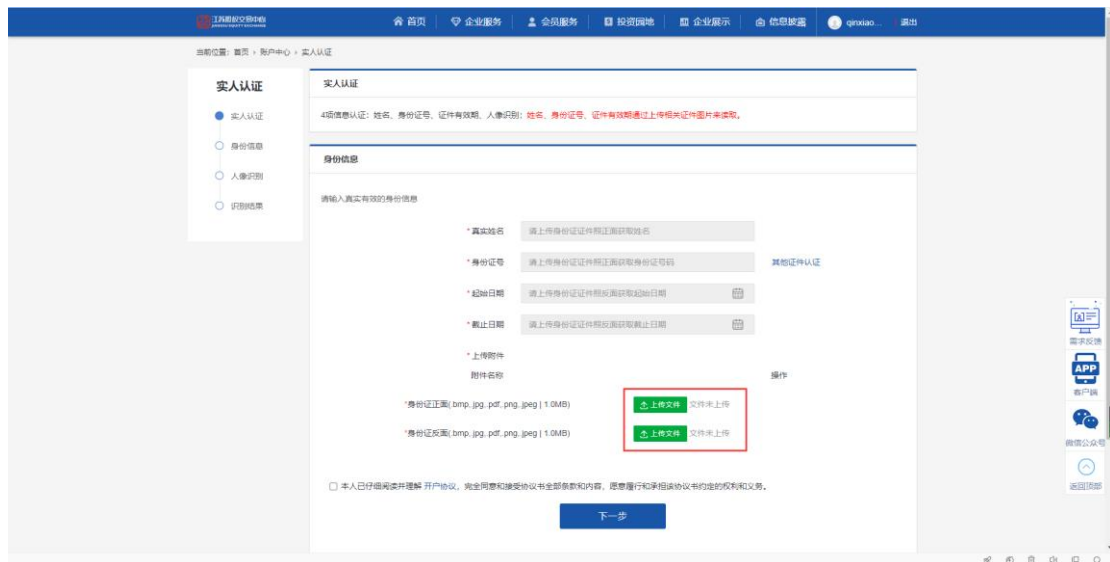 江苏股权交易中心
首页 企业服务 会员服务 投资园地 企业展示 信息披露 qinxiao... 退出
当前位置：首页 › 账户中心 › 实人认证
实人认证
实人认证
身份信息
人像识别
识别结果
实人认证
4项信息认证：姓名、身份证号、证件有效期、人像识别；姓名、身份证号、证件有效期通过上传相关证件图片来读取。
身份信息
请输入真实有效的身份信息
*真实姓名 请上传身份证证件照正面获取姓名
*身份证号 请上传身份证证件照正面获取身份证号码 其他证件认证
*起始日期 请上传身份证证件照反面获取起始日期
*截止日期 请上传身份证证件照反面获取截止日期
*上传附件
附件名称 操作
*身份证正面(.bmp,.jpg,.pdf,.png,.jpeg | 1.0MB) 上传文件 文件未上传
*身份证反面(.bmp,.jpg,.pdf,.png,.jpeg | 1.0MB) 上传文件 文件未上传
本人已仔细阅读并理解 开户协议，完全同意和接受协议书全部条款和内容，愿意履行和承担该协议书约定的权利和义务。
下一步
需求反馈
APP
客户端
微信公众号
返回顶部